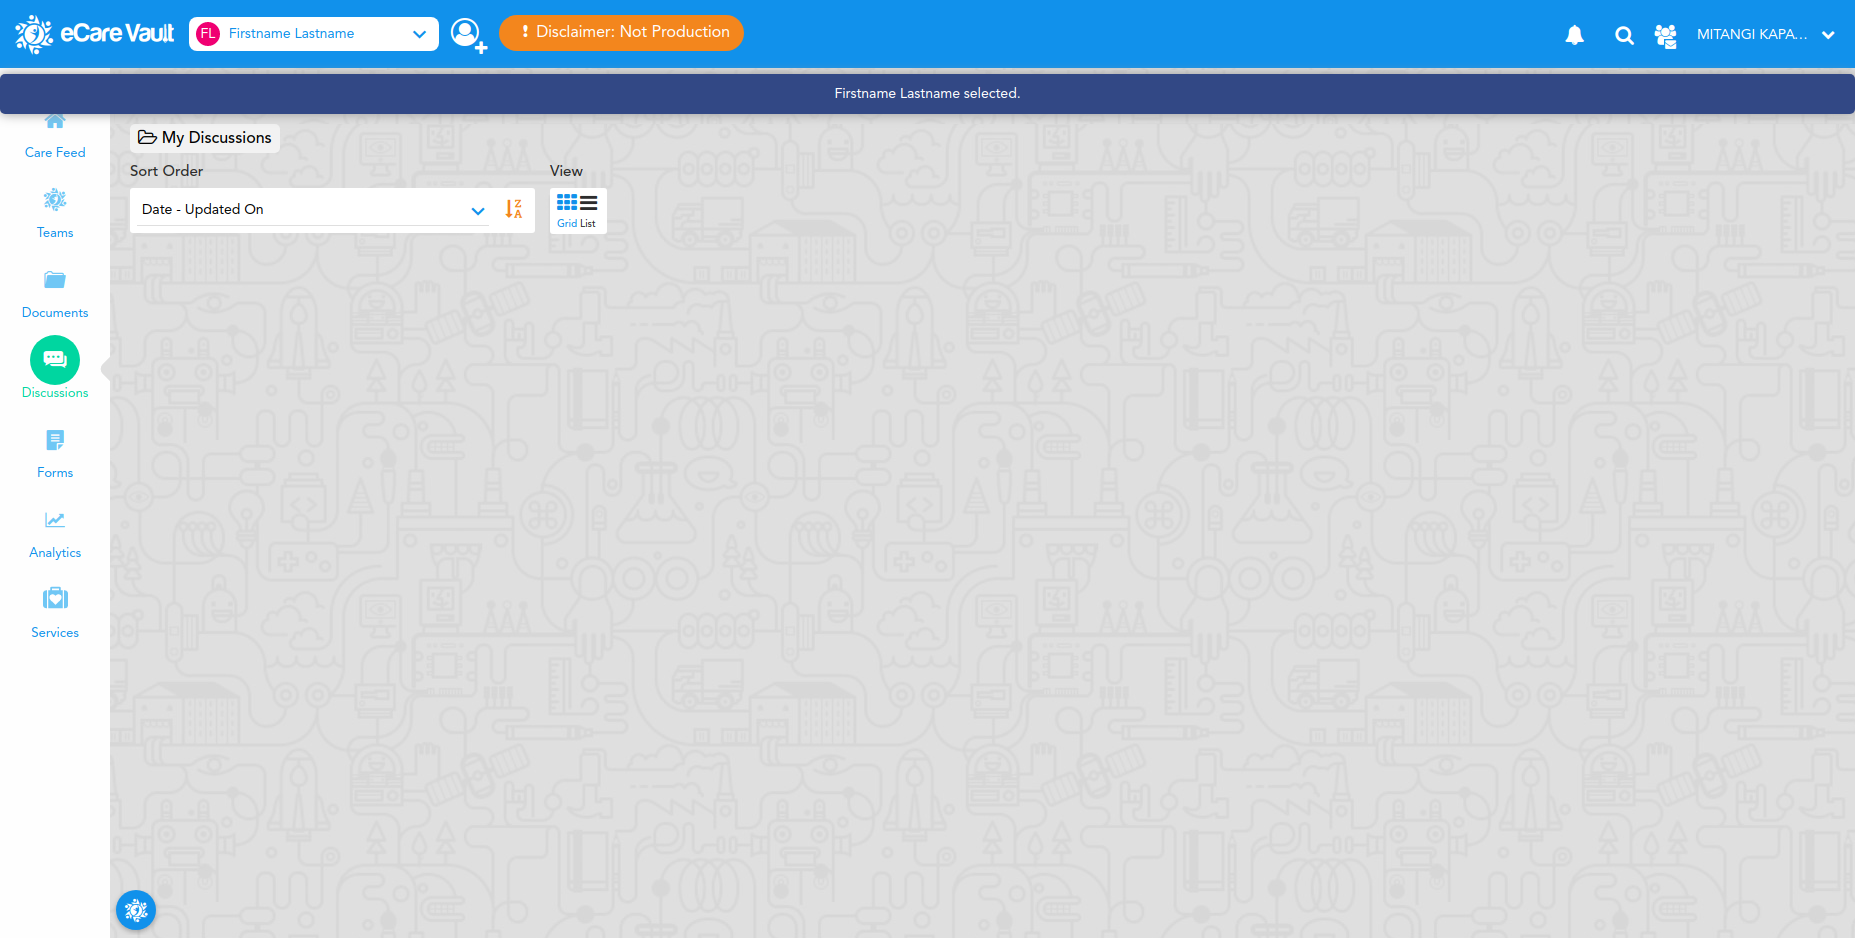 eCare Vault
FL Firstname Lastname
! Disclaimer: Not Production
MITANGI KAPA...
Firstname Lastname selected.
Care Feed
Teams
Documents
Discussions
Forms
Analytics
Services
My Discussions
Sort Order
View
Date - Updated On
Z
A
Grid List